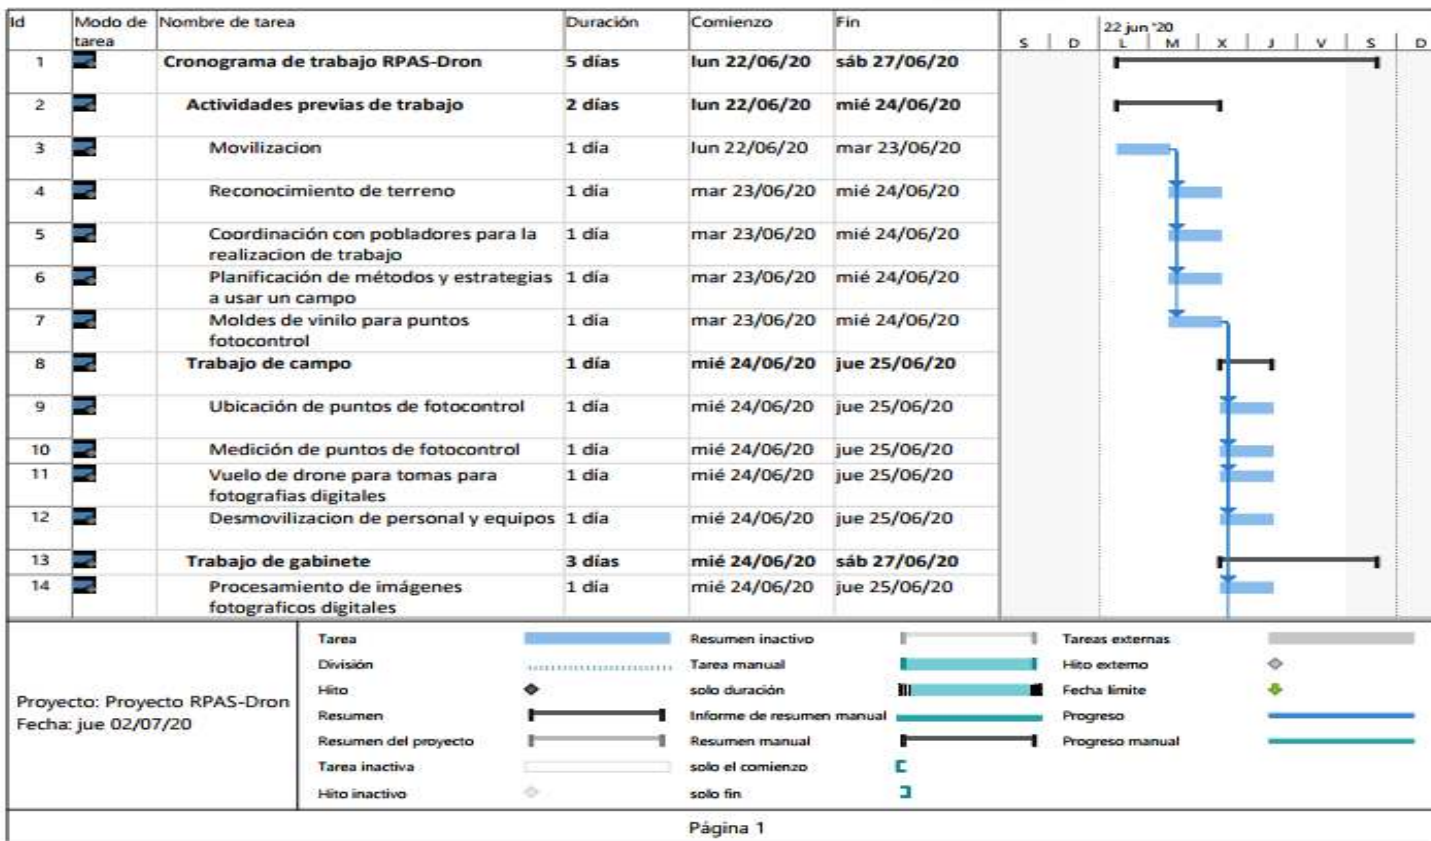 Id Modo de tarea Nombre de tarea Duración Comienzo Fin
22 jun '20
S D L M X J V S D
1 Cronograma de trabajo RPAS-Dron 5 días lun 22/06/20 sáb 27/06/20
2 Actividades previas de trabajo 2 días lun 22/06/20 mié 24/06/20
3 Movilizacion 1 día lun 22/06/20 mar 23/06/20
4 Reconocimiento de terreno 1 día mar 23/06/20 mié 24/06/20
5 Coordinación con pobladores para la 1 día mar 23/06/20 mié 24/06/20
realizacion de trabajo
6 Planificación de métodos y estrategias 1 día mar 23/06/20 mié 24/06/20
a usar un campo
7 Moldes de vinilo para puntos 1 día mar 23/06/20 mié 24/06/20
fotocontrol
8 Trabajo de campo 1 día mié 24/06/20 jue 25/06/20
9 Ubicación de puntos de fotocontrol 1 día mié 24/06/20 jue 25/06/20
10 Medición de puntos de fotocontrol 1 día mié 24/06/20 jue 25/06/20
11 Vuelo de drone para tomas para 1 día mié 24/06/20 jue 25/06/20
fotografias digitales
12 Desmovilizacion de personal y equipos 1 día mié 24/06/20 jue 25/06/20
13 Trabajo de gabinete 3 días mié 24/06/20 sáb 27/06/20
14 Procesamiento de imágenes 1 día mié 24/06/20 jue 25/06/20
fotograficos digitales
Proyecto: Proyecto RPAS-Dron
Fecha: jue 02/07/20
Tarea
División
Hito
Resumen
Resumen del proyecto
Tarea inactiva
Hito inactivo
Resumen inactivo
Tarea manual
solo duración
Informe de resumen manual
Resumen manual
solo el comienzo
solo fin
Tareas externas
Hito externo
Fecha límite
Progreso
Progreso manual
Página 1